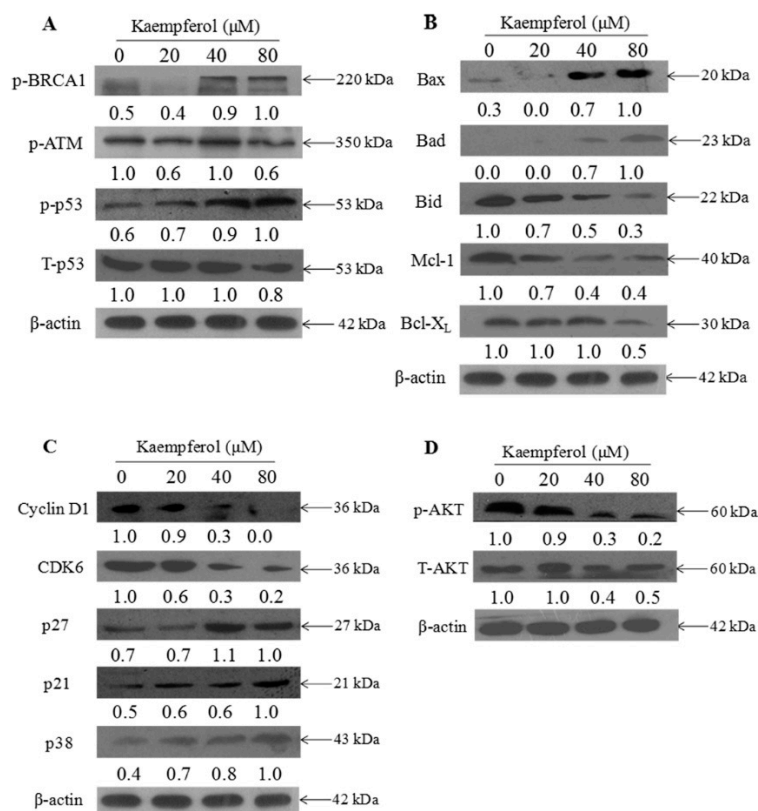 A
Kaempferol (μM)
0 20 40 80
p-BRCA1 220 kDa
0.5 0.4 0.9 1.0
p-ATM 350 kDa
1.0 0.6 1.0 0.6
p-p53 53 kDa
0.6 0.7 0.9 1.0
T-p53 53 kDa
1.0 1.0 1.0 0.8
β-actin 42 kDa
B
Kaempferol (μM)
0 20 40 80
Bax 20 kDa
0.3 0.0 0.7 1.0
Bad 23 kDa
0.0 0.0 0.7 1.0
Bid 22 kDa
1.0 0.7 0.5 0.3
Mcl-1 40 kDa
1.0 0.7 0.4 0.4
Bcl-XL 30 kDa
1.0 1.0 1.0 0.5
β-actin 42 kDa
C
Kaempferol (μM)
0 20 40 80
Cyclin D1 36 kDa
1.0 0.9 0.3 0.0
CDK6 36 kDa
1.0 0.6 0.3 0.2
p27 27 kDa
0.7 0.7 1.1 1.0
p21 21 kDa
0.5 0.6 0.6 1.0
p38 43 kDa
0.4 0.7 0.8 1.0
β-actin 42 kDa
D
Kaempferol (μM)
0 20 40 80
p-AKT 60 kDa
1.0 0.9 0.3 0.2
T-AKT 60 kDa
1.0 1.0 0.4 0.5
β-actin 42 kDa